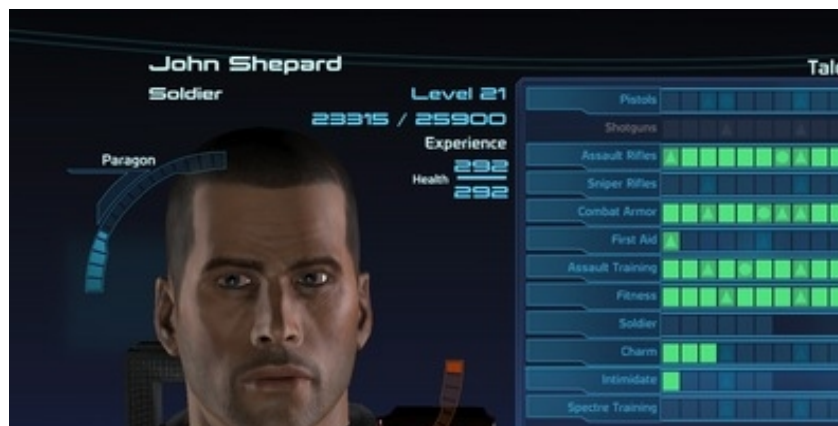 John Shepard
Soldier
Level 21
23315 / 25900
Experience
292
Health
292
Paragon
Tale
Pistols
Shotguns
Assault Rifles
Sniper Rifles
Combat Armor
First Aid
Assault Training
Fitness
Soldier
Charm
Intimidate
Spectre Training